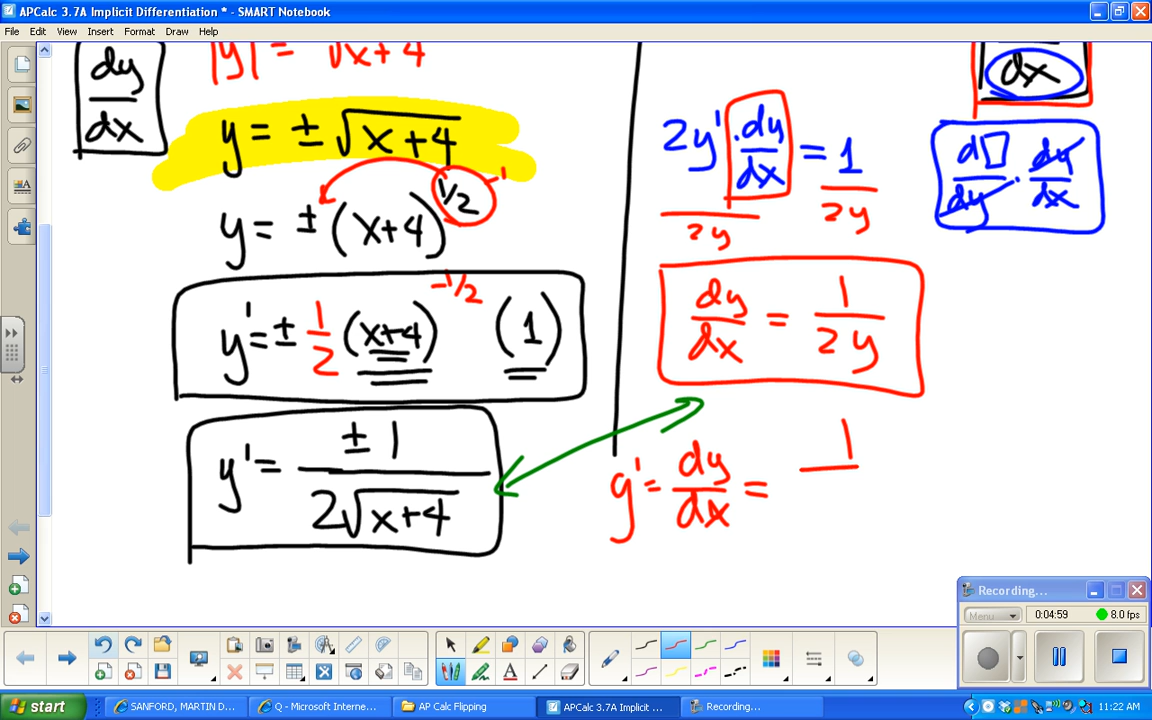 APCalc 3.7A Implicit Differentiation * - SMART Notebook
File Edit View Insert Format Draw Help
dy/dx
|y| = √x+4
y = ± √x+4
y = ± (x+4)^1/2 -1
y' = ± 1/2 (x+4)^-1/2 (1)
y' = ± 1 / 2√x+4
2y' · dy/dx = 1
2y 2y
dy/dx = 1/2y
y' = dy/dx = 1
dx
d▯/dy · dy/dx
Recording...
Menu 0:04:59 8.0 fps
start SANFORD, MARTIN D... Q - Microsoft Interne... AP Calc Flipping APCalc 3.7A Implicit ... Recording... 11:22 AM